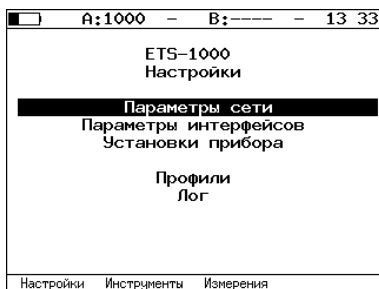 A:1000 – B:---- – 13 33
ETS-1000
Настройки
Параметры сети
Параметры интерфейсов
Установки прибора
Профили
Лог
Настройки Инструменты Измерения